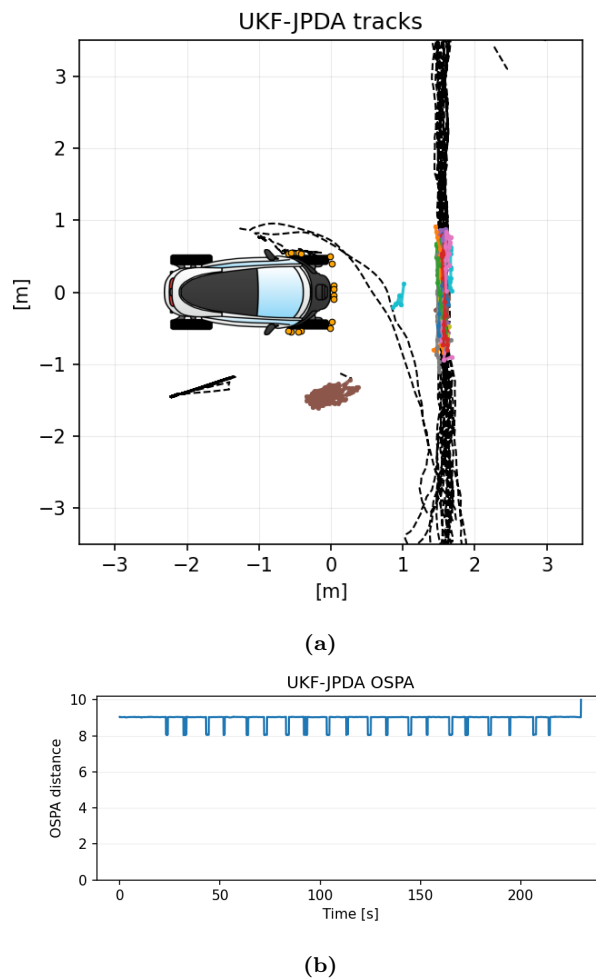 UKF-JPDA tracks
3
2
1
0
−1
−2
−3
[m]
−3 −2 −1 0 1 2 3
[m]
(a)
UKF-JPDA OSPA
10
8
6
4
2
0
OSPA distance
0 50 100 150 200
Time [s]
(b)